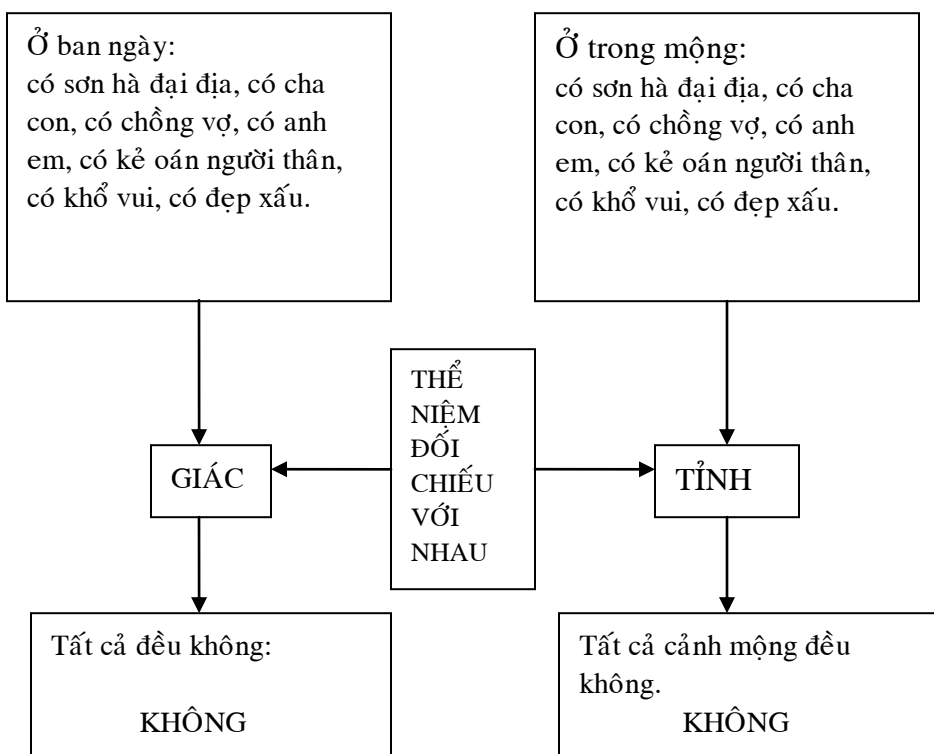 Ở ban ngày:
có sơn hà đại địa, có cha
con, có chồng vợ, có anh
em, có kẻ oán người thân,
có khổ vui, có đẹp xấu.
Ở trong mộng:
có sơn hà đại địa, có cha
con, có chồng vợ, có anh
em, có kẻ oán người thân,
có khổ vui, có đẹp xấu.
THỂ
NIỆM
ĐỐI
CHIẾU
VỚI
NHAU
GIÁC
TỈNH
Tất cả đều không:
KHÔNG
Tất cả cảnh mộng đều
không.
KHÔNG